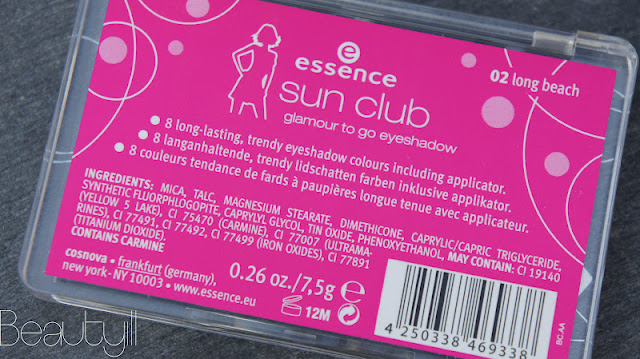 essence
02 long beach
sun club
glamour to go eyeshadow
8 long-lasting, trendy eyeshadow colours including applicator.
8 langanhaltende, trendy lidschatten farben inklusive applikator.
8 couleurs tendance de fards à paupières longue tenue avec applicateur.
INGREDIENTS: MICA, TALC, MAGNESIUM STEARATE, DIMETHICONE, CAPRYLIC/CAPRIC TRIGLYCERIDE,
SYNTHETIC FLUORPHLOGOPITE, CAPRYLYL GLYCOL, TIN OXIDE, PHENOXYETHANOL, MAY CONTAIN: CI 19140
(YELLOW 5 LAKE), CI 75470 (CARMINE), CI 77007 (ULTRAMA-
RINES), CI 77491, CI 77492, CI 77499 (IRON OXIDES), CI 77891
(TITANIUM DIOXIDE).
CONTAINS CARMINE
cosnova • frankfurt (germany),
new york - NY 10003 • www.essence.eu
0.26 oz./7,5g e
12M
4 250338 469338
BC.AA
Beautyill